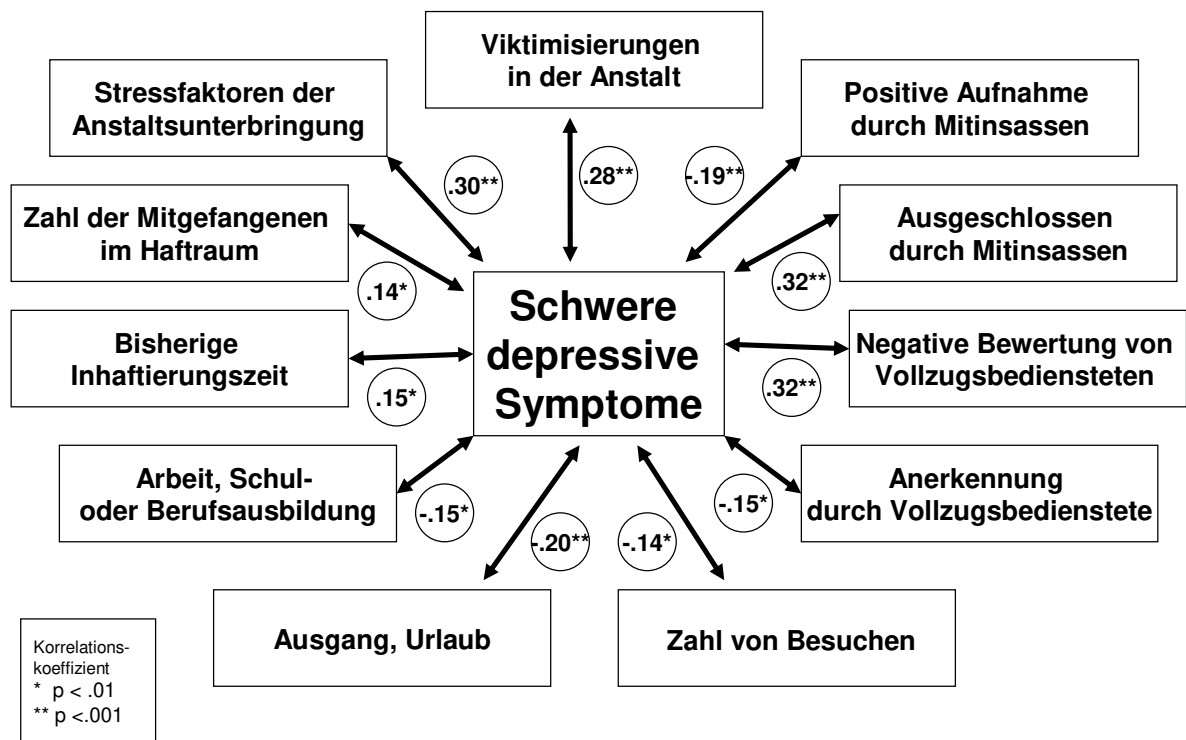 Viktimisierungen
in der Anstalt
Stressfaktoren der
Anstaltsunterbringung
Positive Aufnahme
durch Mitinsassen
.30**
.28**
-.19**
Zahl der Mitgefangenen
im Haftraum
Ausgeschlossen
durch Mitinsassen
.14*
.32**
Schwere
depressive
Symptome
Bisherige
Inhaftierungszeit
Negative Bewertung von
Vollzugsbediensteten
.15*
.32**
Arbeit, Schul-
oder Berufsausbildung
Anerkennung
durch Vollzugsbedienstete
-.15*
-.20**
-.14*
-.15*
Ausgang, Urlaub
Zahl von Besuchen
Korrelations-
koeffizient
* p < .01
** p <.001